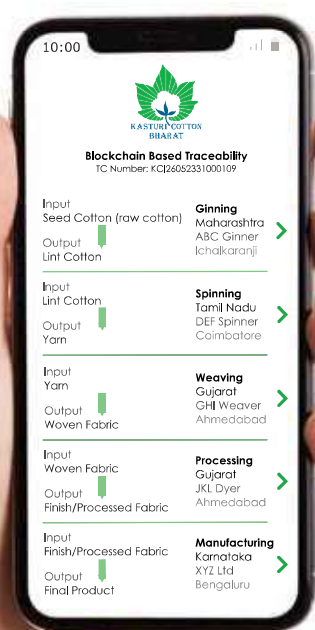 10:00
KASTURI COTTON
BHARAT
Blockchain Based Traceability
TC Number: KCI26052331000109
Input
Seed Cotton (raw cotton)
Output
Lint Cotton
Ginning
Maharashtra
ABC Ginner
Ichalkaranji
Input
Lint Cotton
Output
Yarn
Spinning
Tamil Nadu
DEF Spinner
Coimbatore
Input
Yarn
Output
Woven Fabric
Weaving
Gujarat
GHI Weaver
Ahmedabad
Input
Woven Fabric
Output
Finish/Processed Fabric
Processing
Gujarat
JKL Dyer
Ahmedabad
Input
Finish/Processed Fabric
Output
Final Product
Manufacturing
Karnataka
XYZ Ltd
Bengaluru